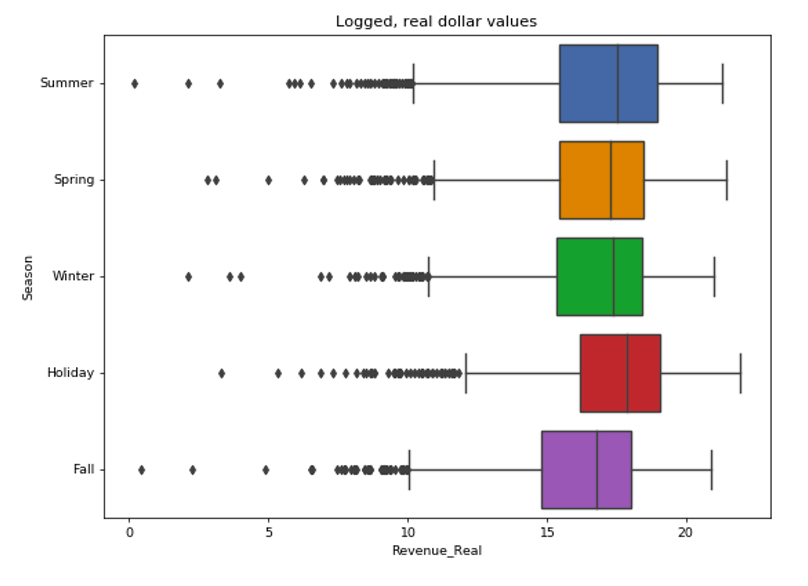 Logged, real dollar values
Summer
Spring
Winter
Holiday
Fall
Season
0 5 10 15 20
Revenue_Real